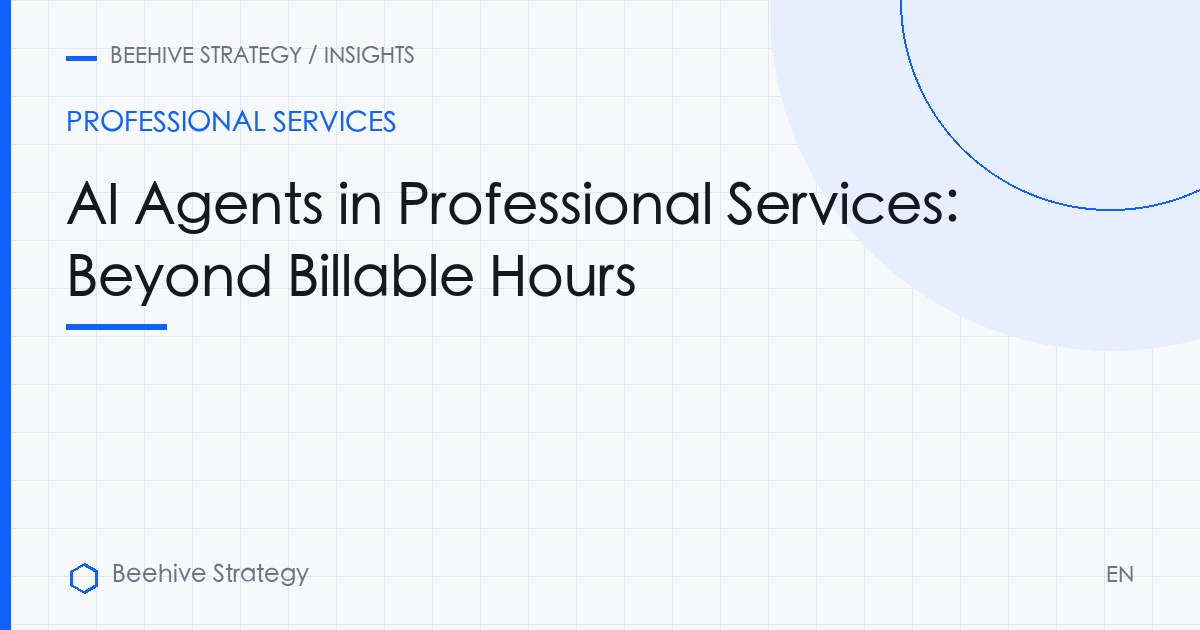 BEEHIVE STRATEGY / INSIGHTS
PROFESSIONAL SERVICES
AI Agents in Professional Services:
Beyond Billable Hours
Beehive Strategy
EN